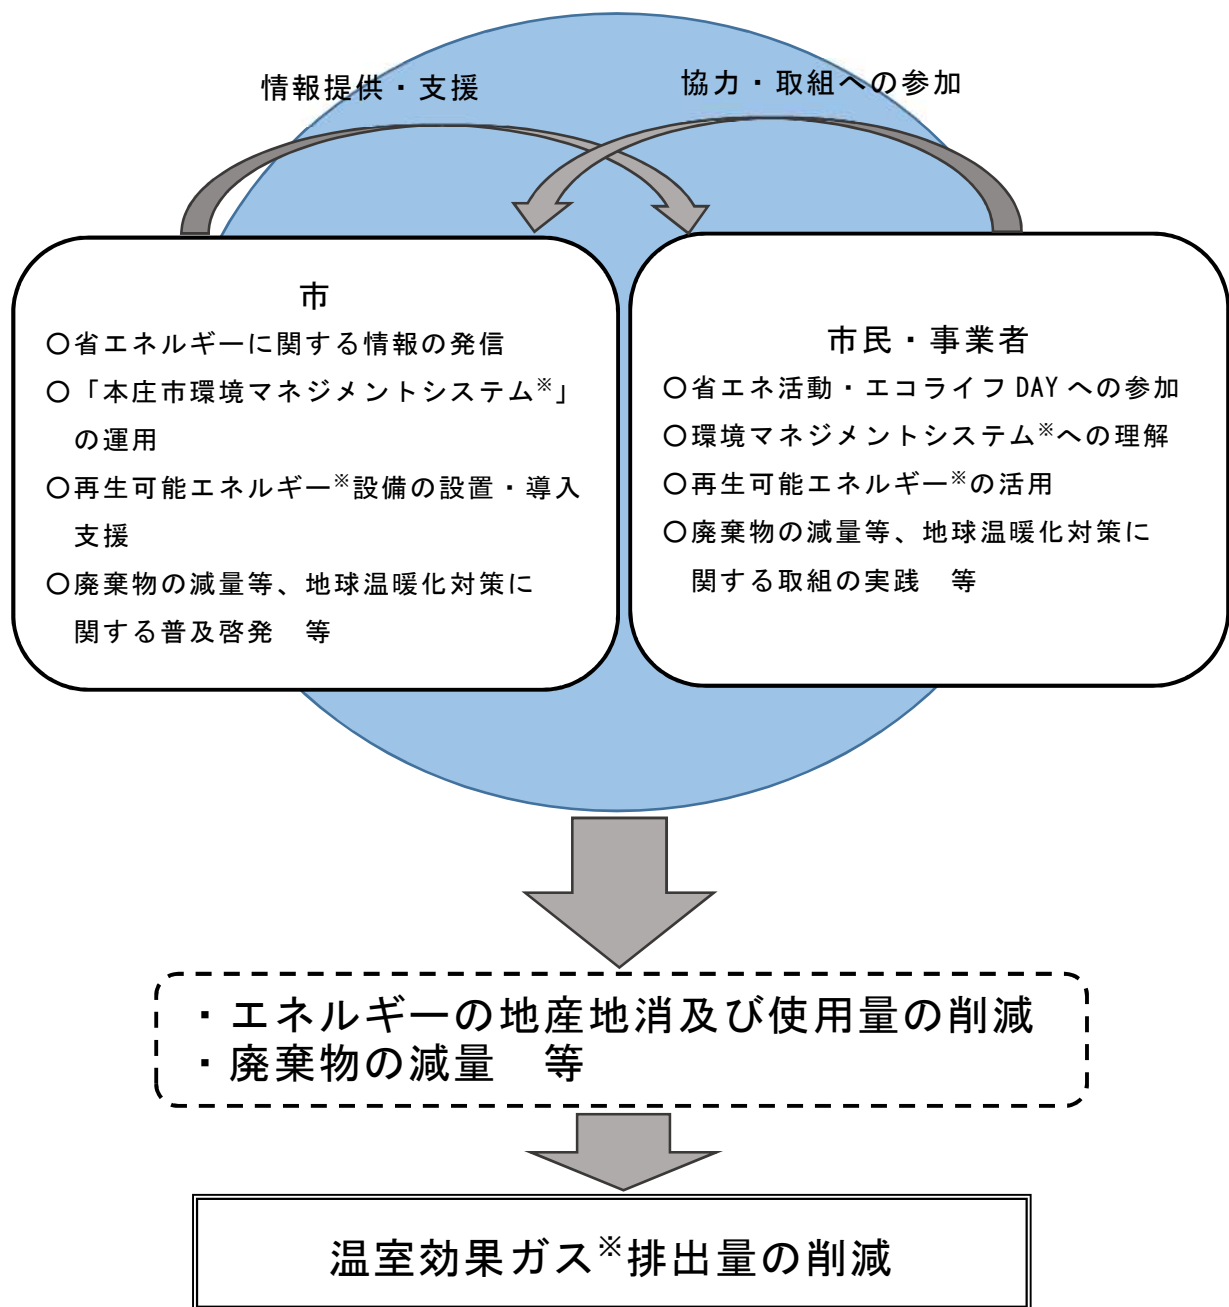 情報提供・支援
協力・取組への参加
市
○省エネルギーに関する情報の発信
○「本庄市環境マネジメントシステム※」
の運用
○再生可能エネルギー※設備の設置・導入
支援
○廃棄物の減量等、地球温暖化対策に
関する普及啓発　等
市民・事業者
○省エネ活動・エコライフ DAY への参加
○環境マネジメントシステム※への理解
○再生可能エネルギー※の活用
○廃棄物の減量等、地球温暖化対策に
関する取組の実践　等
・エネルギーの地産地消及び使用量の削減
・廃棄物の減量　等
温室効果ガス※排出量の削減